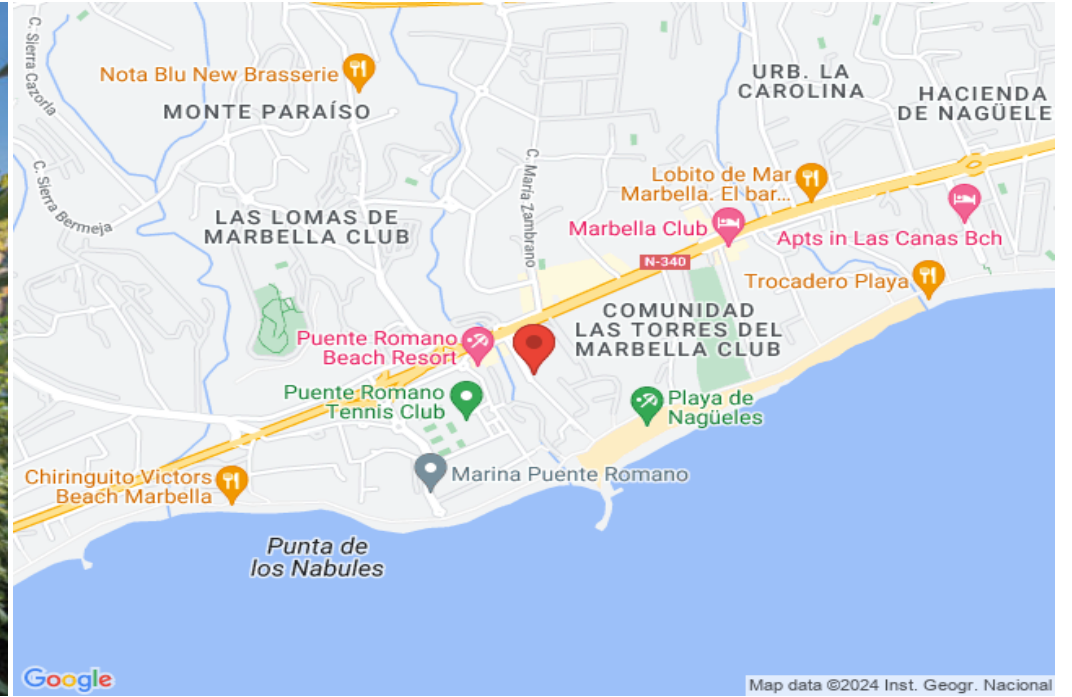 C. Sierra Cazorla
Nota Blu New Brasserie
MONTE PARAÍSO
URB. LA
CAROLINA
HACIENDA
DE NAGÜELE
C. Sierra Bermeja
C. María Zambrano
Lobito de Mar
Marbella. El bar...
LAS LOMAS DE
MARBELLA CLUB
Marbella Club
Apts in Las Canas Bch
N-340
Trocadero Playa
COMUNIDAD
LAS TORRES DEL
MARBELLA CLUB
Puente Romano
Beach Resort
Puente Romano
Tennis Club
Playa de
Nagüeles
Chiringuito Victors
Beach Marbella
Marina Puente Romano
Punta de
los Nabules
Google
Map data ©2024 Inst. Geogr. Nacional